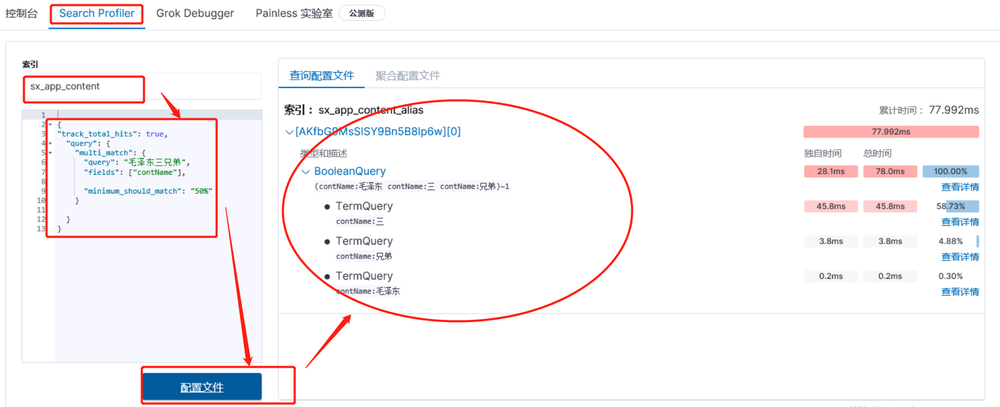 控制台 Search Profiler Grok Debugger Painless 实验室 公测版
索引
sx_app_content
1
2 {
3 "track_total_hits": true,
4 "query": {
5 "multi_match": {
6 "query": "毛泽东三兄弟",
7 "fields": ["contName"],
8
9 "minimum_should_match": "50%"
10 }
11
12 }
13 }
配置文件
查询配置文件 聚合配置文件
索引： sx_app_content_alias 累计时间： 77.992ms
[AKfbG9MsSlSY9Bn5B8lp6w][0] 77.992ms
类型和描述 独自时间 总时间
BooleanQuery 28.1ms 78.0ms 100.00%
(contName:毛泽东 contName:三 contName:兄弟)~1 查看详情
TermQuery 45.8ms 45.8ms 58.73%
contName:三 查看详情
TermQuery 3.8ms 3.8ms 4.88%
contName:兄弟 查看详情
TermQuery 0.2ms 0.2ms 0.30%
contName:毛泽东 查看详情